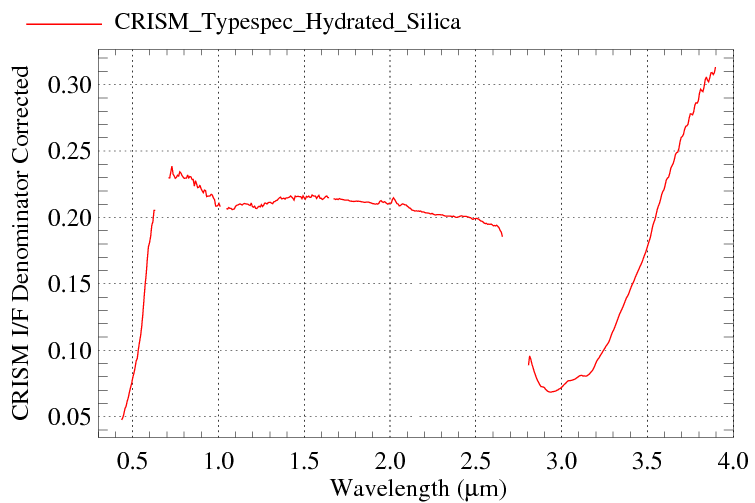 CRISM_Typespec_Hydrated_Silica
CRISM I/F Denominator Corrected
0.30
0.25
0.20
0.15
0.10
0.05
0.5 1.0 1.5 2.0 2.5 3.0 3.5 4.0
Wavelength (μm)